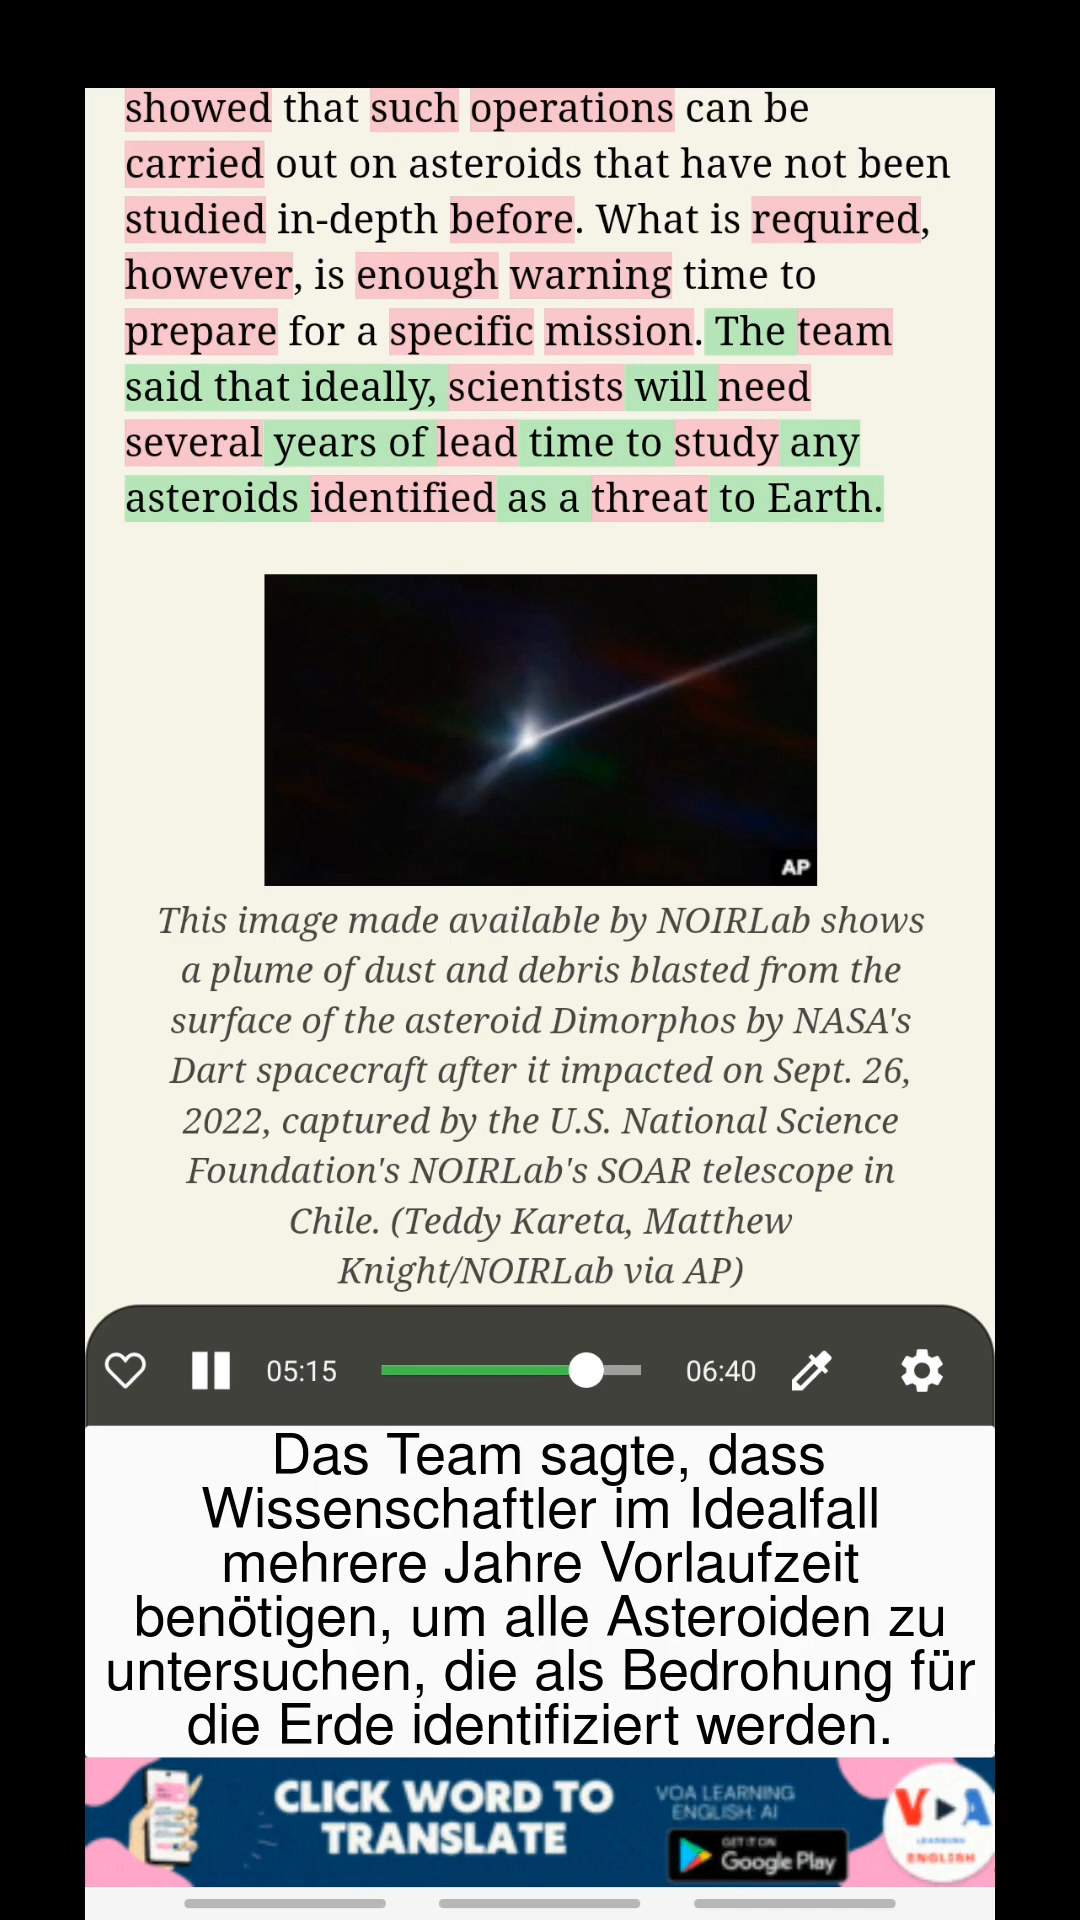 showed that such operations can be
carried out on asteroids that have not been
studied in-depth before. What is required,
however, is enough warning time to
prepare for a specific mission. The team
said that ideally, scientists will need
several years of lead time to study any
asteroids identified as a threat to Earth.
AP
This image made available by NOIRLab shows
a plume of dust and debris blasted from the
surface of the asteroid Dimorphos by NASA's
Dart spacecraft after it impacted on Sept. 26,
2022, captured by the U.S. National Science
Foundation's NOIRLab's SOAR telescope in
Chile. (Teddy Kareta, Matthew
Knight/NOIRLab via AP)
05:15 06:40
Das Team sagte, dass
Wissenschaftler im Idealfall
mehrere Jahre Vorlaufzeit
benötigen, um alle Asteroiden zu
untersuchen, die als Bedrohung für
die Erde identifiziert werden.
CLICK WORD TO
TRANSLATE
VOA LEARNING
ENGLISH: AI
GET IT ON
Google Play
VOA
LEARNING
ENGLISH